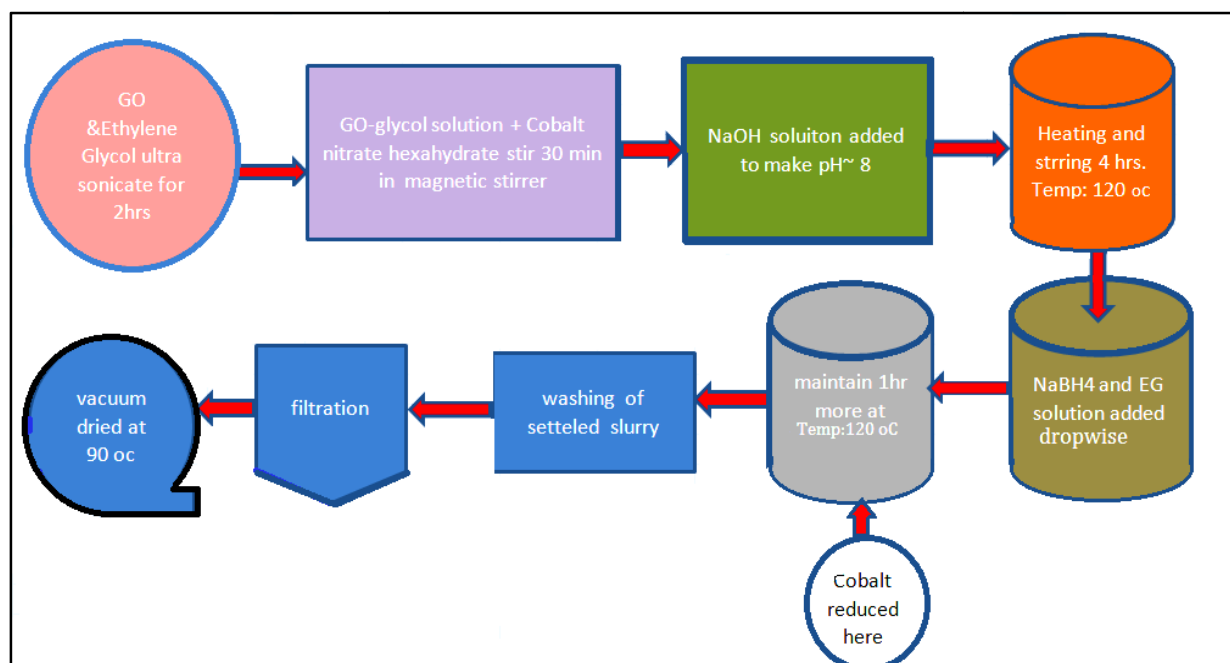 GO
&Ethylene
Glycol ultra
sonicate for
2hrs
GO-glycol solution + Cobalt
nitrate hexahydrate stir 30 min
in magnetic stirrer
NaOH soluiton added
to make pH~ 8
Heating and
strring 4 hrs.
Temp: 120 oc
NaBH4 and EG
solution added
dropwise
maintain 1hr
more at
Temp:120 oC
Cobalt
reduced
here
washing of
setteled slurry
filtration
vacuum
dried at
90 oc